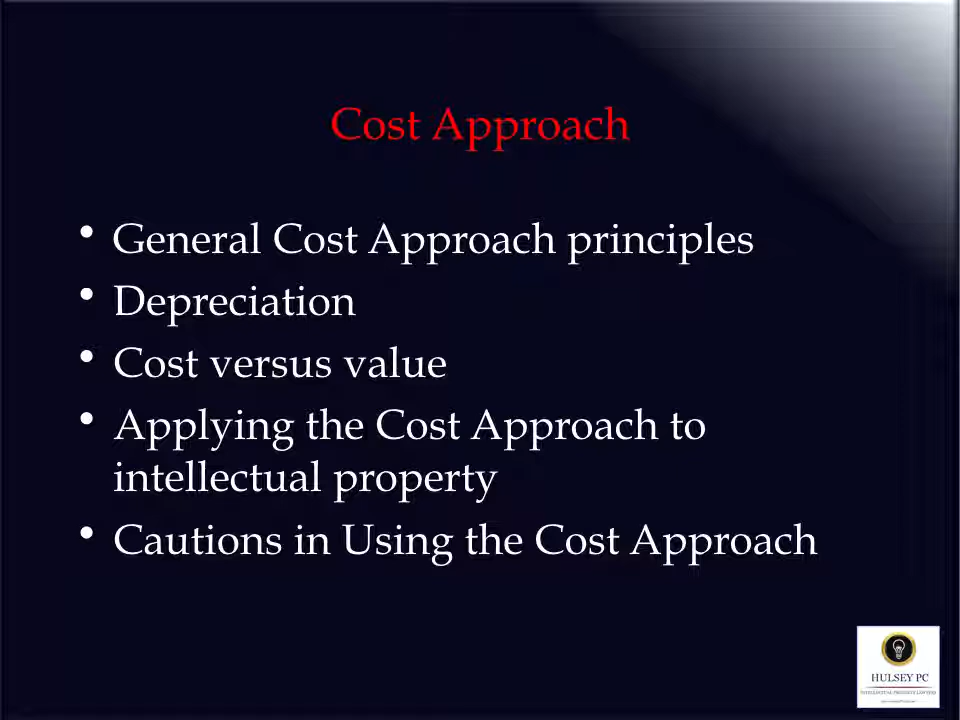 Cost Approach
• General Cost Approach principles
• Depreciation
• Cost versus value
• Applying the Cost Approach to
intellectual property
• Cautions in Using the Cost Approach
HULSEY PC
INTELLECTUAL PROPERTY LAWYERS